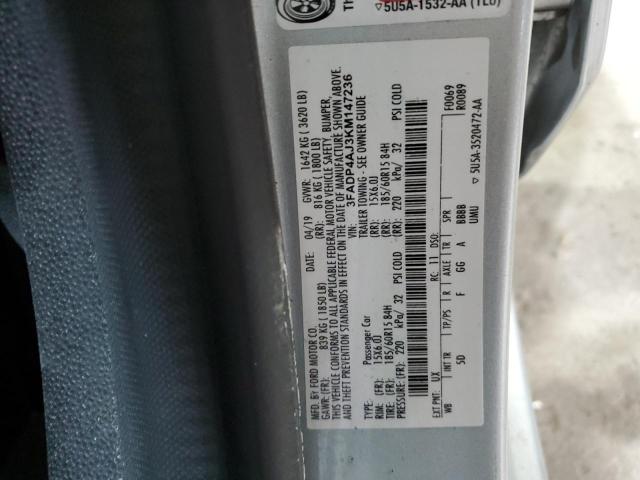 TH
▽5U5A-1532-AA (TLU)
MFD. BY FORD MOTOR CO.
DATE: 04/19 GVWR: 1642 KG ( 3620 LB)
GAWR: (FR): 839 KG ( 1850 LB) (RR): 816 KG ( 1800 LB)
THIS VEHICLE CONFORMS TO ALL APPLICABLE FEDERAL MOTOR VEHICLE SAFETY, BUMPER,
AND THEFT PREVENTION STANDARDS IN EFFECT ON THE DATE OF MANUFACTURE SHOWN ABOVE.
VIN: 3FADP4AJ3KM147236
TYPE: Passenger Car TRAILER TOWING - SEE OWNER GUIDE
RIM: (FR): 15X6.0J (RR): 15X6.0J
TIRE: (FR): 185/60R15 84H (RR): 185/60R15 84H
PRESSURE: (FR): 220 kPa/ 32 PSI COLD (RR): 220 kPa/ 32 PSI COLD
EXT PNT: UX RC: 11 DSO: F0069
WB INT TR TP/PS R AXLE TR SPR R0089
5D F GG A BBBB
UMU
▽ 5U5A-3S20472-AA